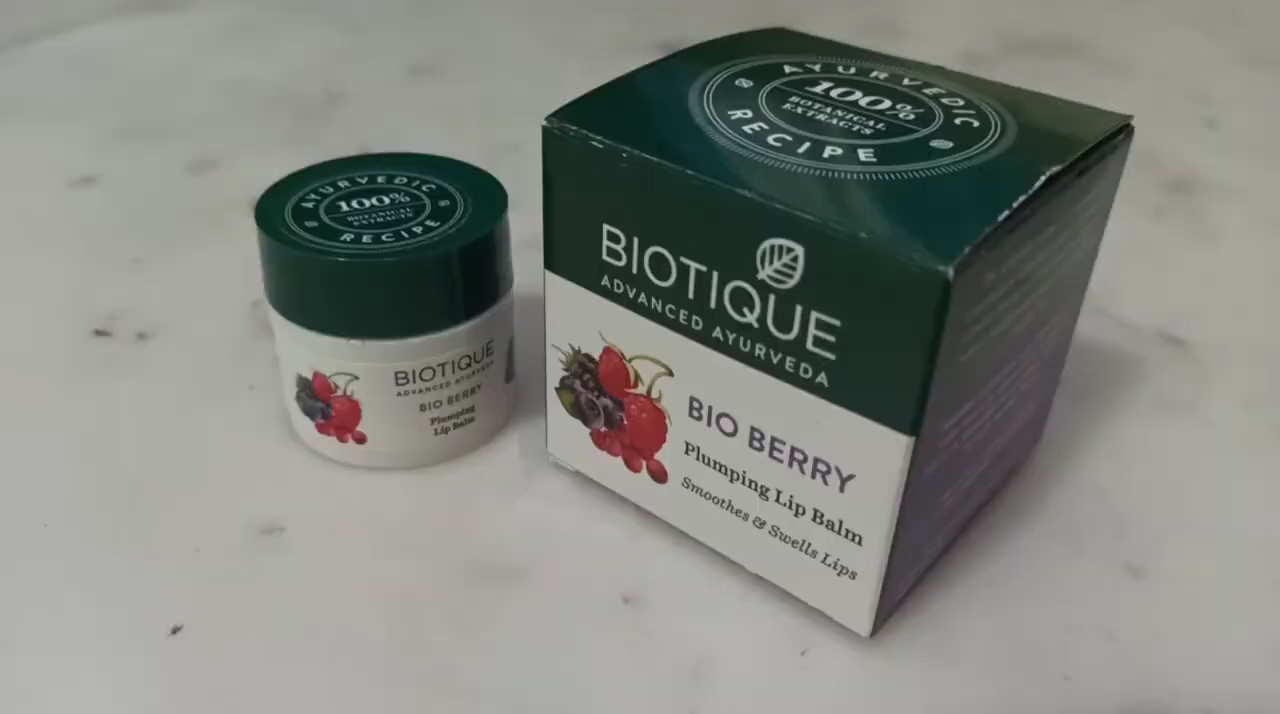 AYURVEDIC
100%
BOTANICAL
EXTRACTS
RECIPE
BIOTIQUE
ADVANCED AYURVEDA
BIO BERRY
Plumping
Lip Balm
AYURVEDIC
100%
BOTANICAL
EXTRACTS
RECIPE
BIOTIQUE
ADVANCED AYURVEDA
BIO BERRY
Plumping Lip Balm
Smoothes & Swells Lips